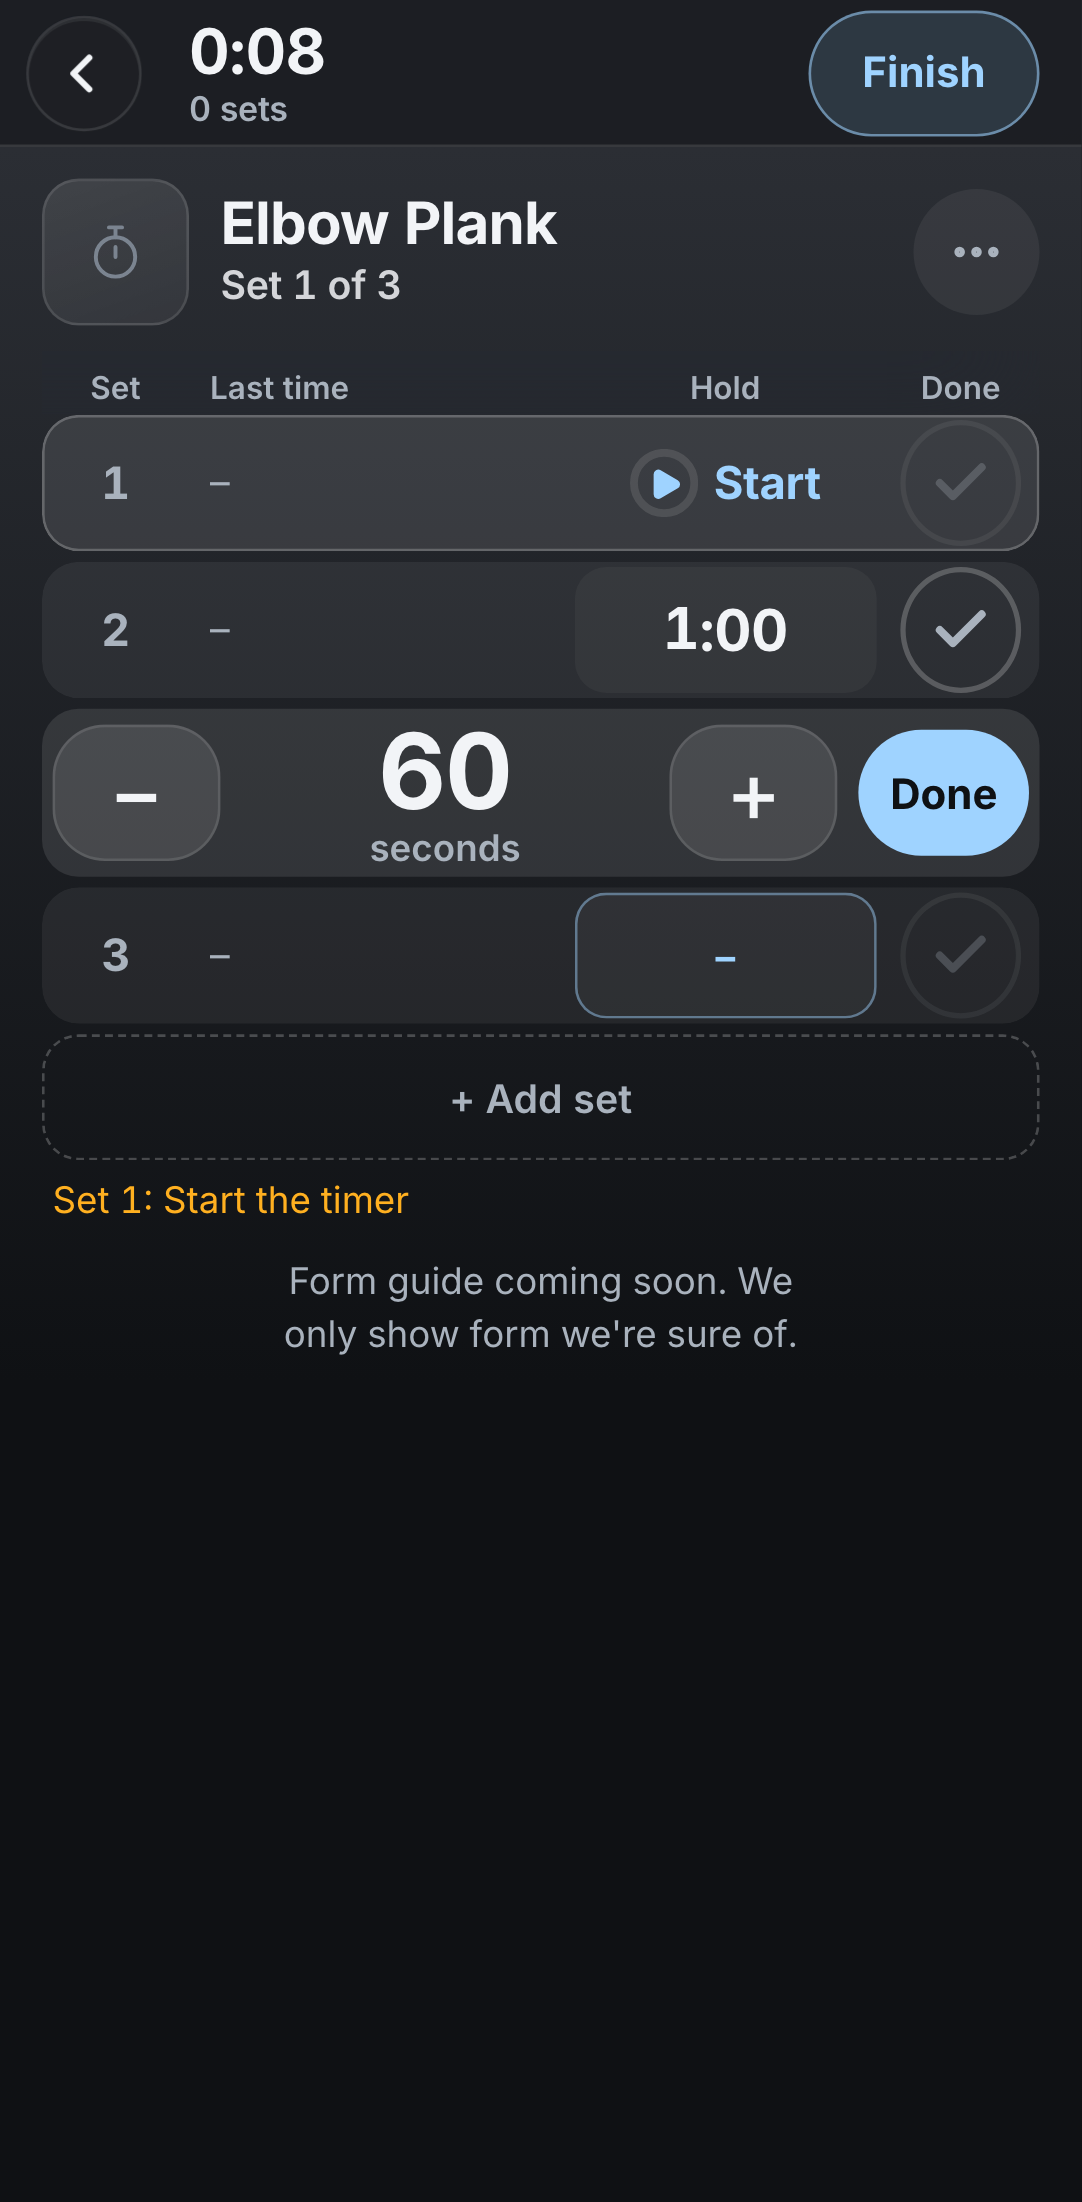 0:08
0 sets
Finish
Elbow Plank
Set 1 of 3
Set Last time Hold Done
1 – Start
2 – 1:00
− 60 + Done
seconds
3 – –
+ Add set
Set 1: Start the timer
Form guide coming soon. We
only show form we're sure of.